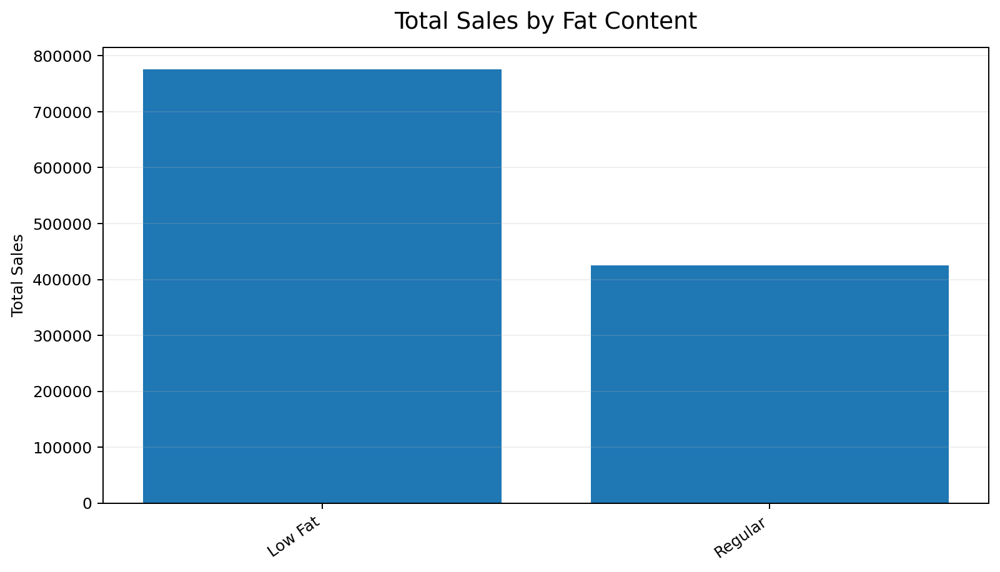 Total Sales by Fat Content
Total Sales
800000
700000
600000
500000
400000
300000
200000
100000
0
Low Fat
Regular